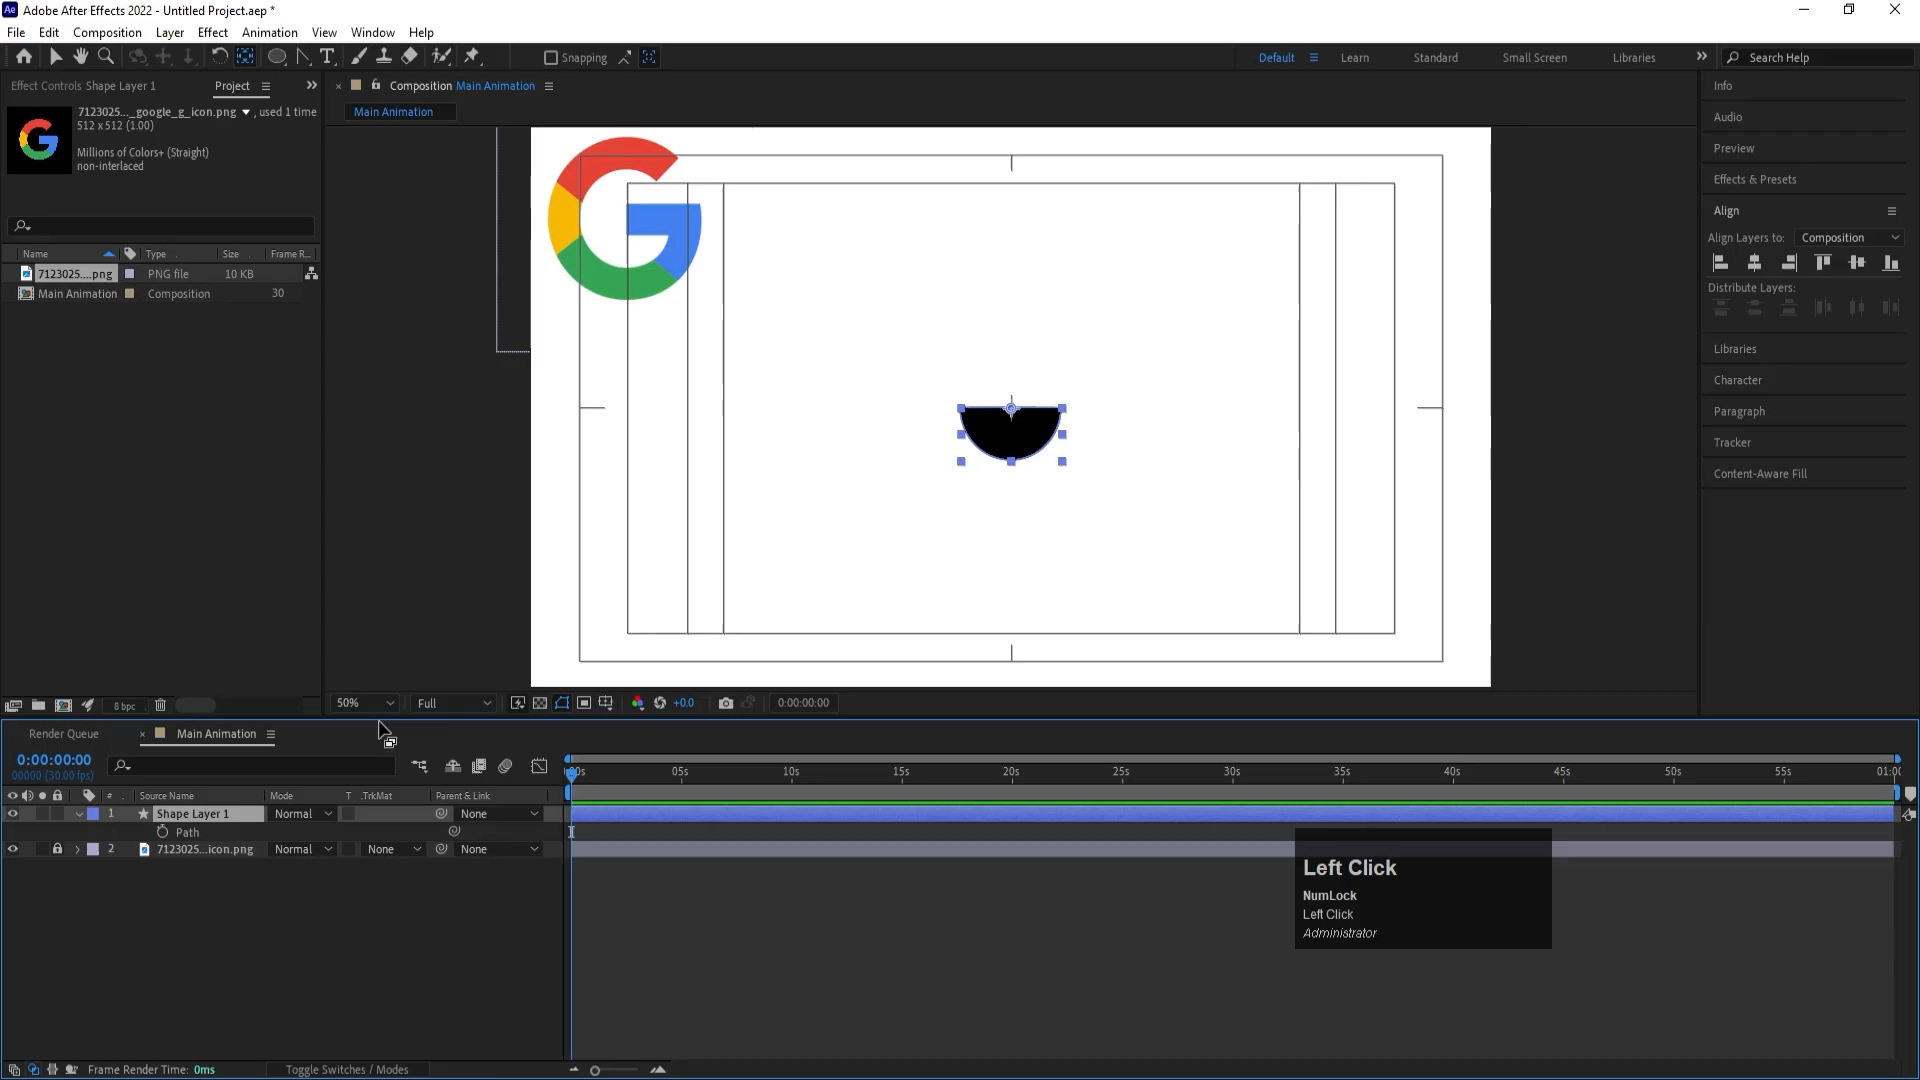 Adobe After Effects 2022 - Untitled Project.aep *
File Edit Composition Layer Effect Animation View Window Help
Snapping
Default
Learn
Standard
Small Screen
Libraries
Search Help
Effect Controls Shape Layer 1
Project
Composition Main Animation
Main Animation
7123025..._google_g_icon.png ▼ , used 1 time
512 x 512 (1.00)
Millions of Colors+ (Straight)
non-interlaced
Name
Type
Size
Frame R...
7123025....png
PNG file
10 KB
Main Animation
Composition
30
Info
Audio
Preview
Effects & Presets
Align
Align Layers to:
Composition
Distribute Layers:
Libraries
Character
Paragraph
Tracker
Content-Aware Fill
8 bpc
50%
Full
+0.0
0:00:00:00
Render Queue
Main Animation
0:00:00:00
00000 (30.00 fps)
# Source Name
Mode
T .TrkMat
Parent & Link
05s
10s
15s
20s
25s
30s
35s
40s
45s
50s
55s
1 Shape Layer 1
Normal
None
Path
2 7123025...icon.png
Normal
None
None
Left Click
NumLock
Left Click
Administrator
Frame Render Time: 0ms
Toggle Switches / Modes